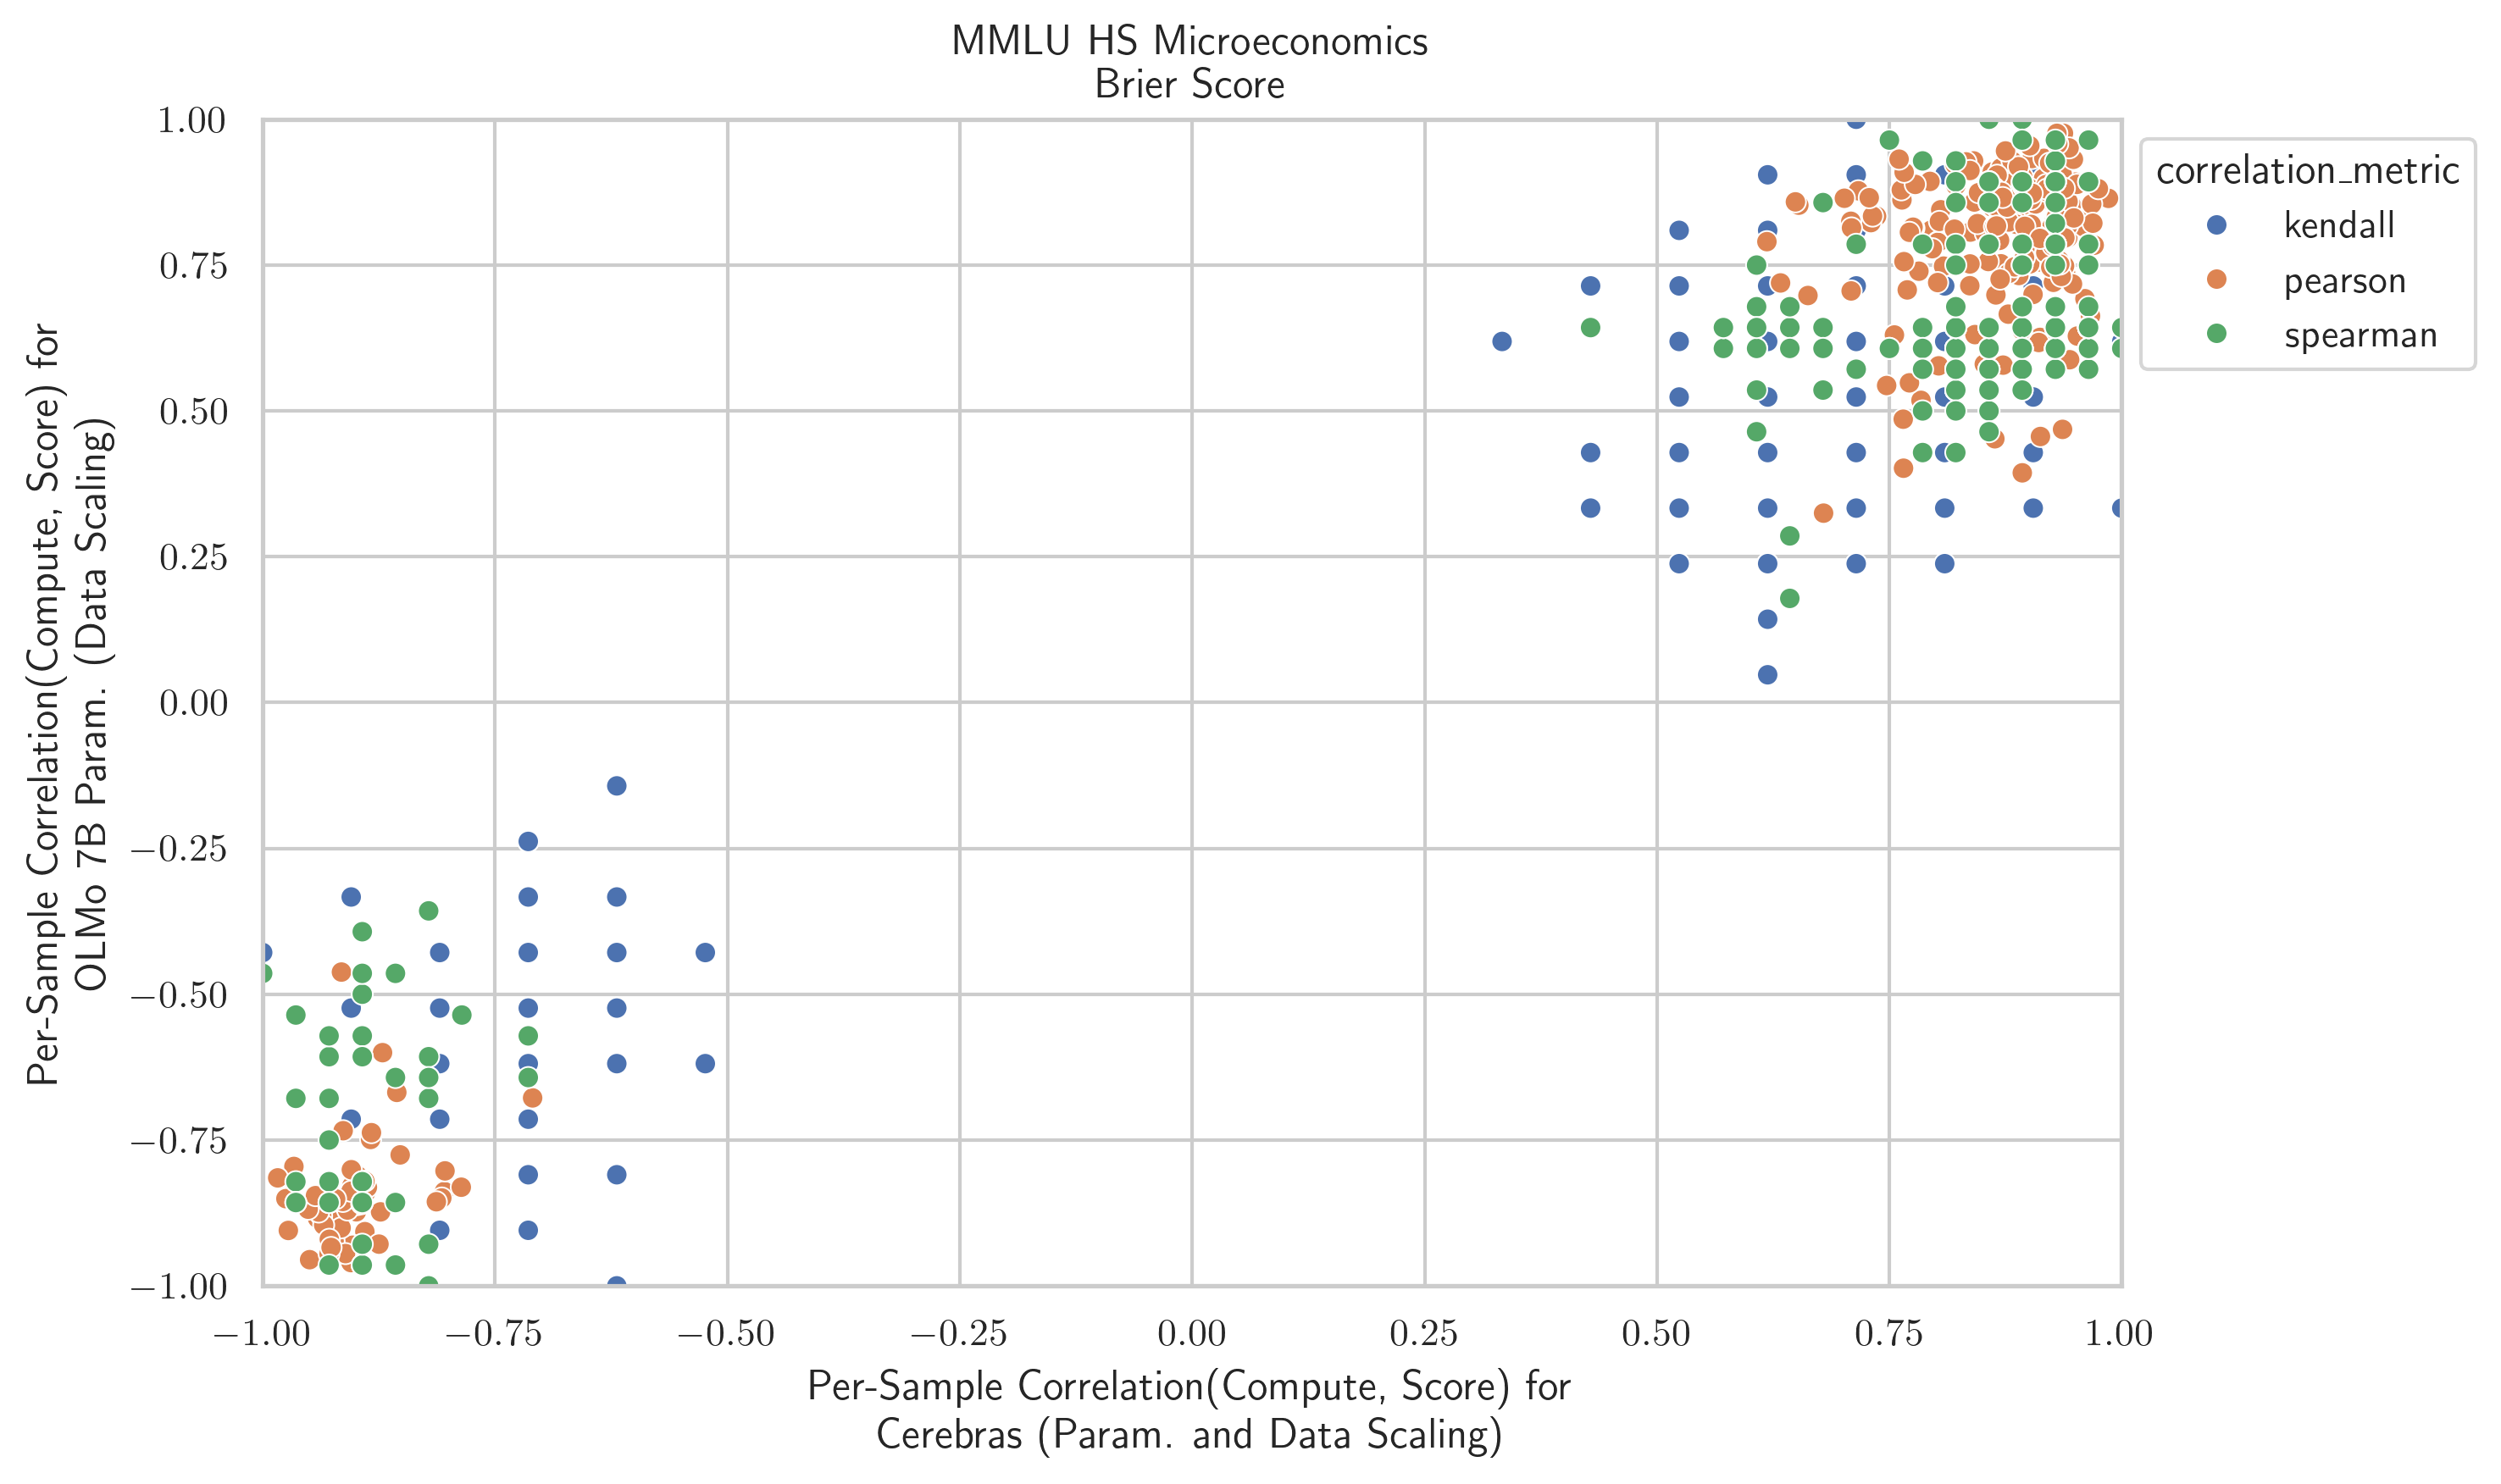 MMLU HS Microeconomics
Brier Score
Per-Sample Correlation(Compute, Score) for
OLMo 7B Param. (Data Scaling)
1.00
0.75
0.50
0.25
0.00
−0.25
−0.50
−0.75
−1.00
−1.00 −0.75 −0.50 −0.25 0.00 0.25 0.50 0.75 1.00
Per-Sample Correlation(Compute, Score) for
Cerebras (Param. and Data Scaling)
correlation_metric
kendall
pearson
spearman